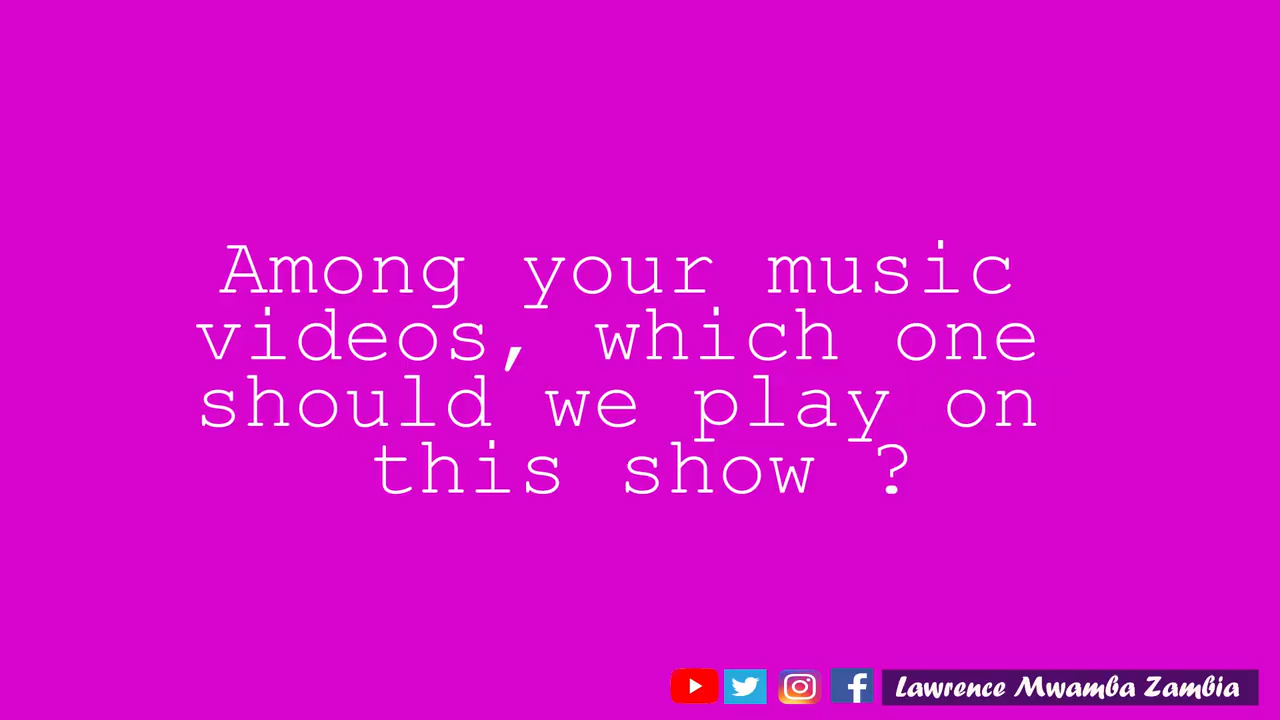 Among your music
videos, which one
should we play on
this show ?
Lawrence Mwamba Zambia